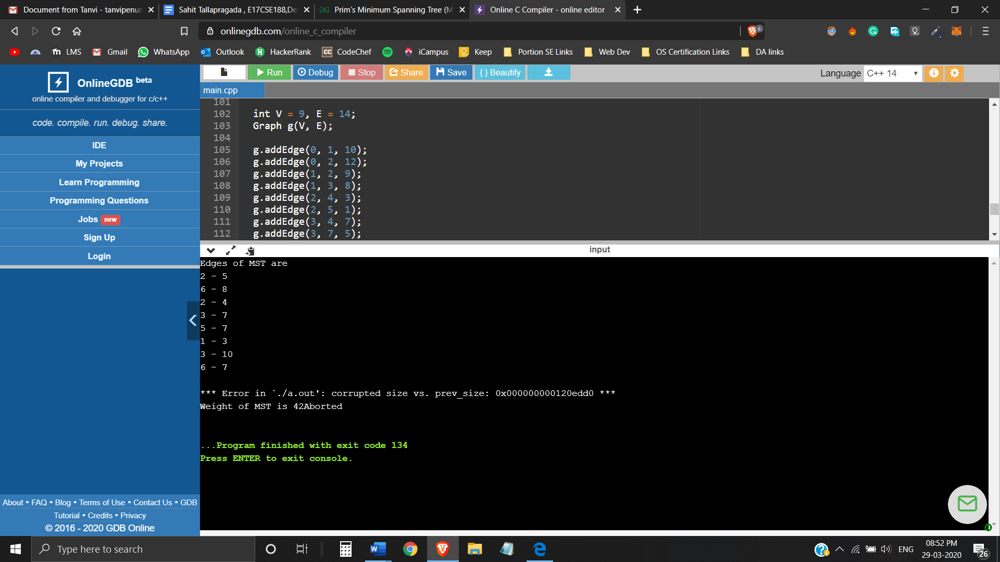 Document from Tanvi - tanvipenun
Sahit Tallapragada , E17CSE188,De
Prim's Minimum Spanning Tree (M
Online C Compiler - online editor
onlinegdb.com/online_c_compiler
6
LMS
Gmail
WhatsApp
Outlook
HackerRank
CodeChef
iCampus
Keep
Portion SE Links
Web Dev
OS Certification Links
DA links
OnlineGDB beta
online compiler and debugger for c/c++
code. compile. run. debug. share.
IDE
My Projects
Learn Programming
Programming Questions
Jobs new
Sign Up
Login
About • FAQ • Blog • Terms of Use • Contact Us • GDB
Tutorial • Credits • Privacy
© 2016 - 2020 GDB Online
Run Debug Stop Share Save { } Beautify
Language C++ 14
main.cpp
101
102 int V = 9, E = 14;
103 Graph g(V, E);
104
105 g.addEdge(0, 1, 10);
106 g.addEdge(0, 2, 12);
107 g.addEdge(1, 2, 9);
108 g.addEdge(1, 3, 8);
109 g.addEdge(2, 4, 3);
110 g.addEdge(2, 5, 1);
111 g.addEdge(3, 4, 7);
112 g.addEdge(3, 7, 5);
input
Edges of MST are
2 - 5
6 - 8
2 - 4
3 - 7
5 - 7
1 - 3
3 - 10
6 - 7
*** Error in `./a.out': corrupted size vs. prev_size: 0x000000000120edd0 ***
Weight of MST is 42Aborted
...Program finished with exit code 134
Press ENTER to exit console.
Type here to search
ENG
08:52 PM
29-03-2020
26